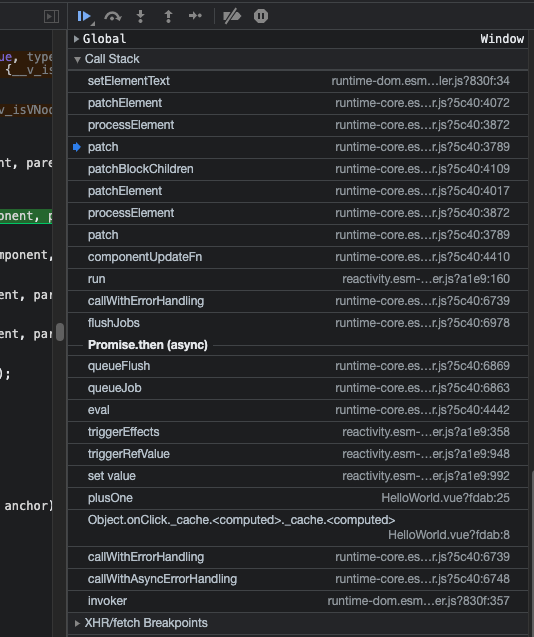 Global Window
Call Stack
setElementText runtime-dom.esm…ler.js?830f:34
patchElement runtime-core.es…r.js?5c40:4072
processElement runtime-core.es…r.js?5c40:3872
patch runtime-core.es…r.js?5c40:3789
patchBlockChildren runtime-core.es…r.js?5c40:4109
patchElement runtime-core.es…r.js?5c40:4017
processElement runtime-core.es…r.js?5c40:3872
patch runtime-core.es…r.js?5c40:3789
componentUpdateFn runtime-core.es…r.js?5c40:4410
run reactivity.esm-…er.js?a1e9:160
callWithErrorHandling runtime-core.es…r.js?5c40:6739
flushJobs runtime-core.es…r.js?5c40:6978
Promise.then (async)
queueFlush runtime-core.es…r.js?5c40:6869
queueJob runtime-core.es…r.js?5c40:6863
eval runtime-core.es…r.js?5c40:4442
triggerEffects reactivity.esm-…er.js?a1e9:358
triggerRefValue reactivity.esm-…er.js?a1e9:948
set value reactivity.esm-…er.js?a1e9:992
plusOne HelloWorld.vue?fdab:25
Object.onClick._cache.<computed>._cache.<computed>
HelloWorld.vue?fdab:8
callWithErrorHandling runtime-core.es…r.js?5c40:6739
callWithAsyncErrorHandling runtime-core.es…r.js?5c40:6748
invoker runtime-dom.esm…er.js?830f:357
XHR/fetch Breakpoints
ue, type
{__v_is
v_isVNod
nt, pare
onent, p
mponent,
ent, par
ent, par
);
anchor)